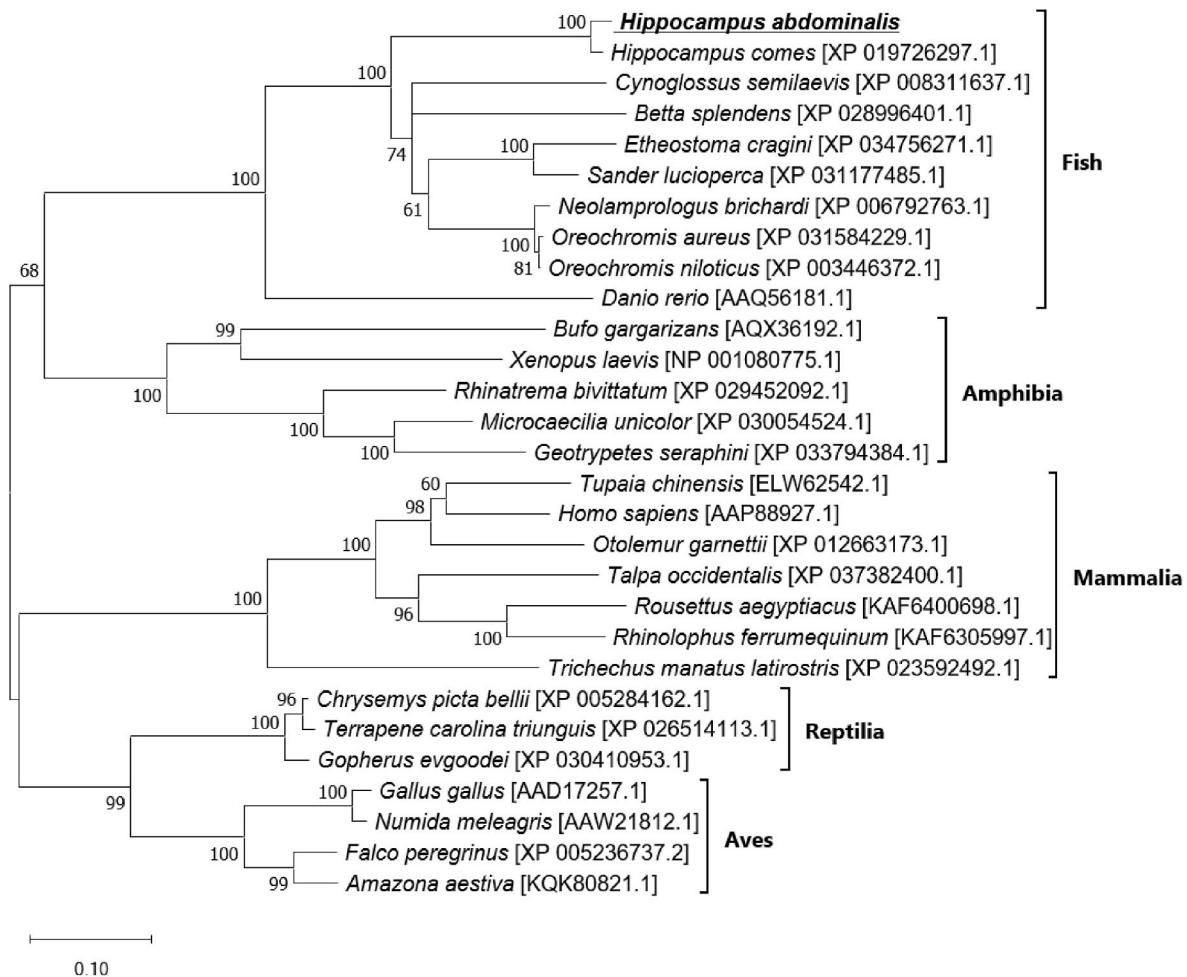 100
Hippocampus abdominalis
Hippocampus comes [XP 019726297.1]
100
Cynoglossus semilaevis [XP 008311637.1]
Betta splendens [XP 028996401.1]
74
100
Etheostoma cragini [XP 034756271.1]
Fish
100
Sander lucioperca [XP 031177485.1]
61
Neolamprologus brichardi [XP 006792763.1]
100
Oreochromis aureus [XP 031584229.1]
81
Oreochromis niloticus [XP 003446372.1]
68
Danio rerio [AAQ56181.1]
99
Bufo gargarizans [AQX36192.1]
Xenopus laevis [NP 001080775.1]
100
Rhinatrema bivittatum [XP 029452092.1]
Amphibia
100
Microcaecilia unicolor [XP 030054524.1]
100
Geotrypetes seraphini [XP 033794384.1]
60
Tupaia chinensis [ELW62542.1]
98
Homo sapiens [AAP88927.1]
100
Otolemur garnettii [XP 012663173.1]
Talpa occidentalis [XP 037382400.1]
Mammalia
100
96
Rousettus aegyptiacus [KAF6400698.1]
100
Rhinolophus ferrumequinum [KAF6305997.1]
Trichechus manatus latirostris [XP 023592492.1]
96
Chrysemys picta bellii [XP 005284162.1]
100
Terrapene carolina triunguis [XP 026514113.1]
Reptilia
Gopherus evgoodei [XP 030410953.1]
99
100
Gallus gallus [AAD17257.1]
Numida meleagris [AAW21812.1]
Aves
100
Falco peregrinus [XP 005236737.2]
99
Amazona aestiva [KQK80821.1]
0.10